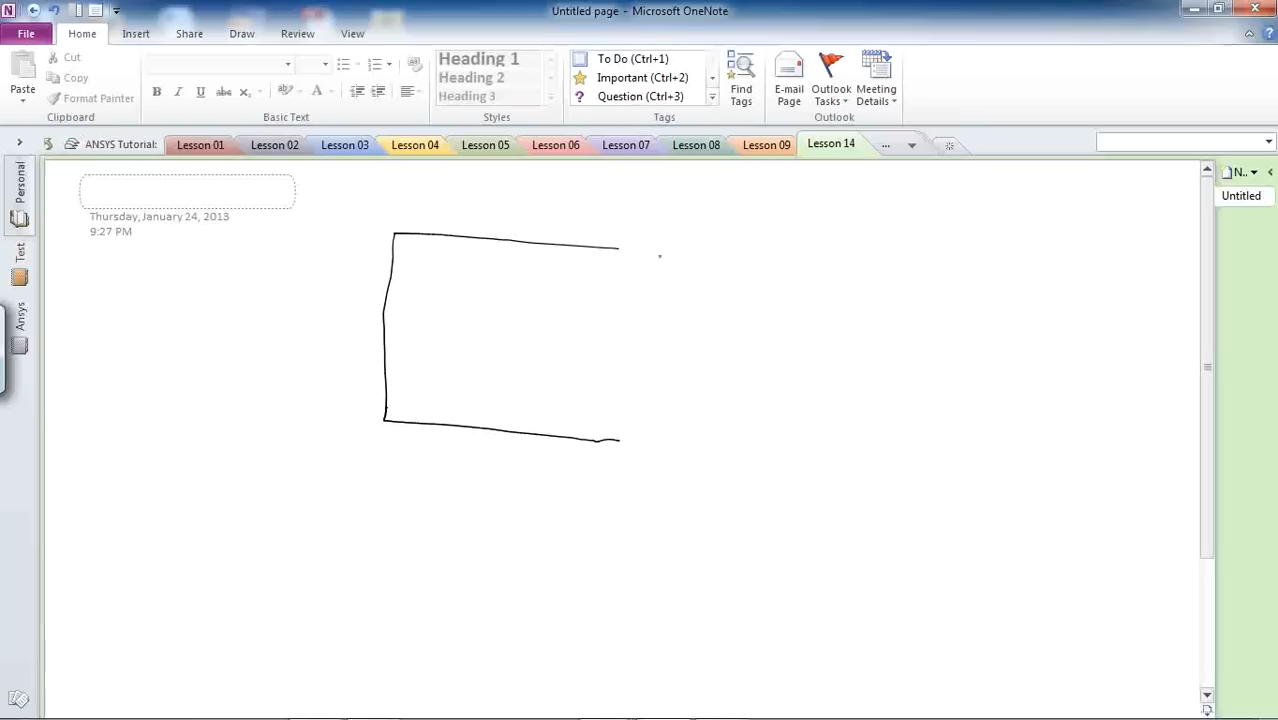 Untitled page - Microsoft OneNote
File Home Insert Share Draw Review View
Cut
Copy
Format Painter
Paste
Clipboard
B I U abc X₂ ab A
Basic Text
Heading 1
Heading 2
Heading 3
Styles
To Do (Ctrl+1)
Important (Ctrl+2)
? Question (Ctrl+3)
Tags
Find Tags
E-mail Page
Outlook Tasks
Meeting Details
Outlook
ANSYS Tutorial: Lesson 01 Lesson 02 Lesson 03 Lesson 04 Lesson 05 Lesson 06 Lesson 07 Lesson 08 Lesson 09 Lesson 14 ...
Personal
Test
Ansys
Thursday, January 24, 2013
9:27 PM
N..
Untitled